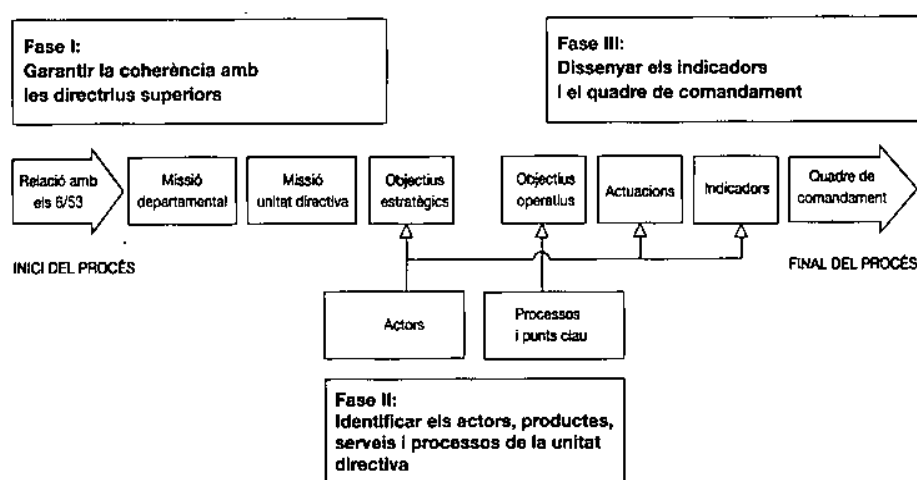 Fase I:
Garantir la coherència amb
les directrius superiors
Fase III:
Dissenyar els indicadors
i el quadre de comandament
Relació amb
els 6/53
Missió
departamental
Missió
unitat directiva
Objectius
estratègics
Objectius
operatius
Actuacions
Indicadors
Quadre de
comandament
INICI DEL PROCÉS
FINAL DEL PROCÉS
Actors
Processos
i punts clau
Fase II:
Identificar els actors, productes,
serveis i processos de la unitat
directiva